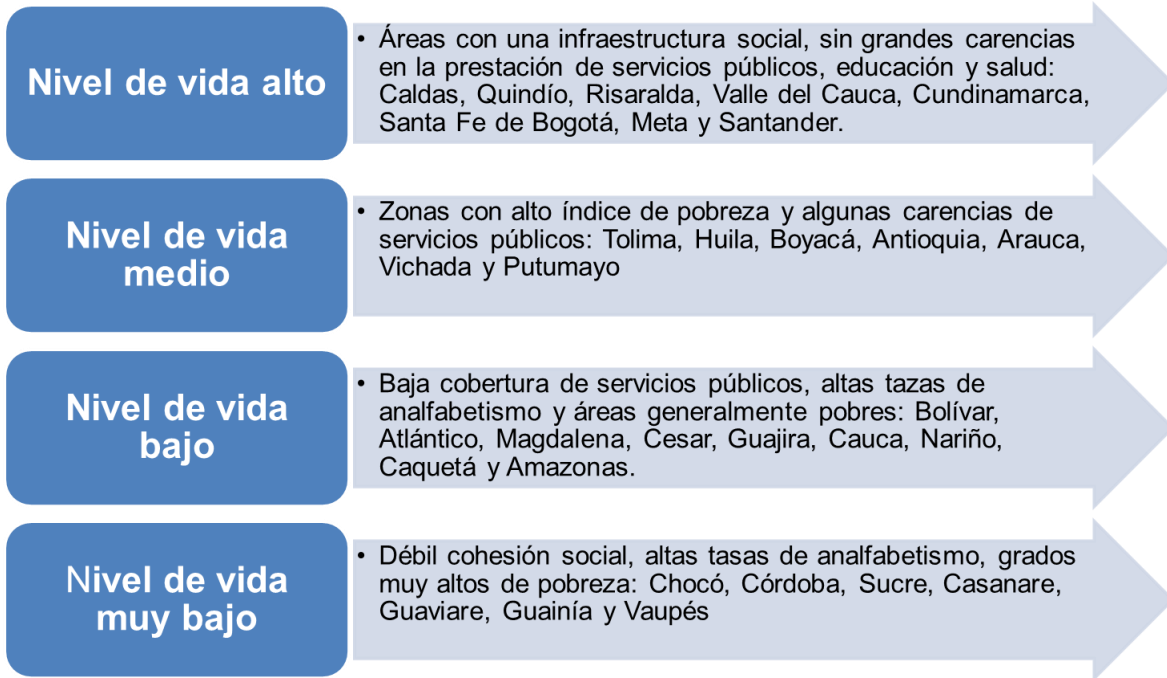 Nivel de vida alto
• Áreas con una infraestructura social, sin grandes carencias
en la prestación de servicios públicos, educación y salud:
Caldas, Quindío, Risaralda, Valle del Cauca, Cundinamarca,
Santa Fe de Bogotá, Meta y Santander.
Nivel de vida
medio
• Zonas con alto índice de pobreza y algunas carencias de
servicios públicos: Tolima, Huila, Boyacá, Antioquia, Arauca,
Vichada y Putumayo
Nivel de vida
bajo
• Baja cobertura de servicios públicos, altas tazas de
analfabetismo y áreas generalmente pobres: Bolívar,
Atlántico, Magdalena, Cesar, Guajira, Cauca, Nariño,
Caquetá y Amazonas.
Nivel de vida
muy bajo
• Débil cohesión social, altas tasas de analfabetismo, grados
muy altos de pobreza: Chocó, Córdoba, Sucre, Casanare,
Guaviare, Guainía y Vaupés